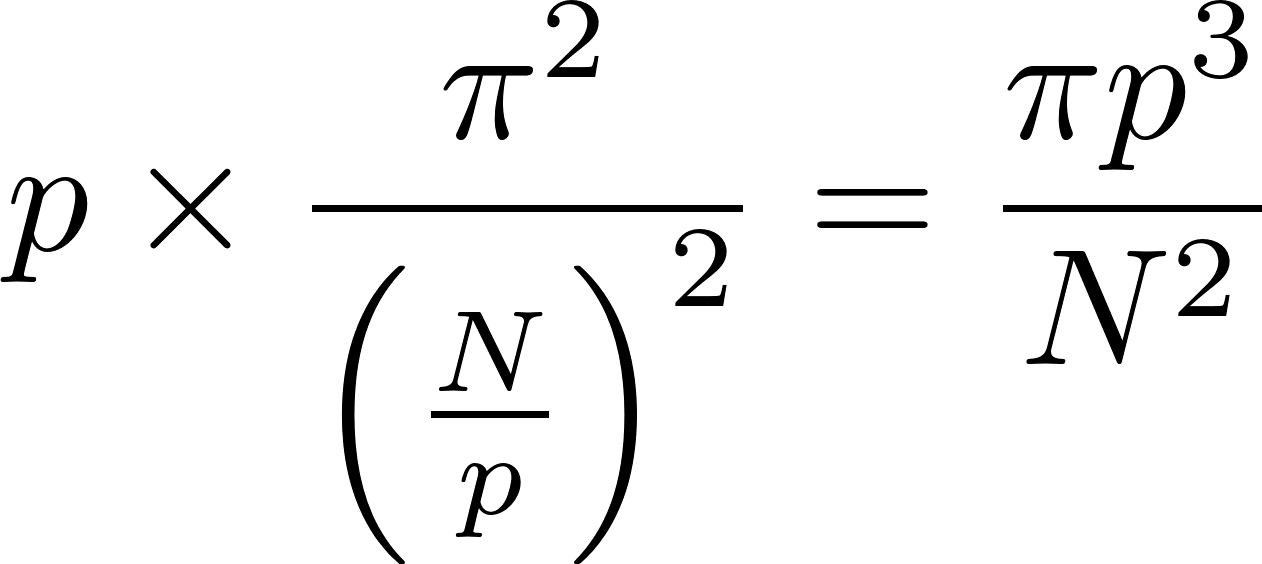 p × π² / (N/p)² = πp³ / N²